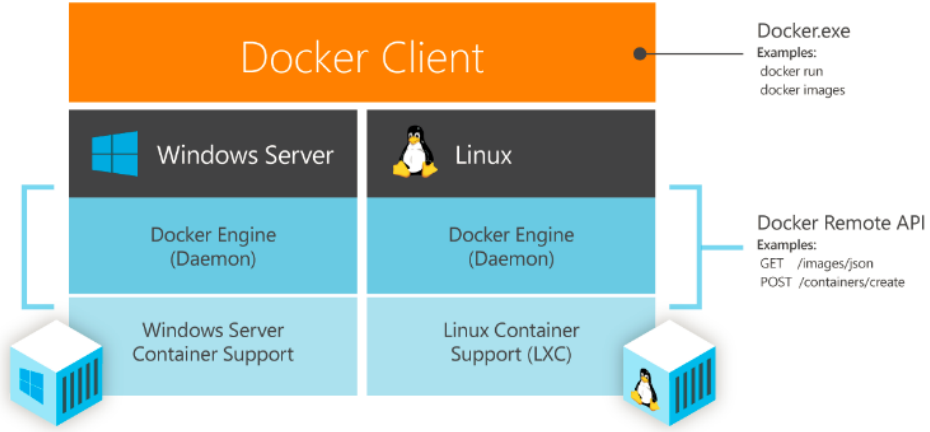 Docker Client
Docker.exe
Examples:
docker run
docker images
Windows Server
Linux
Docker Engine
(Daemon)
Docker Engine
(Daemon)
Docker Remote API
Examples:
GET /images/json
POST /containers/create
Windows Server
Container Support
Linux Container
Support (LXC)